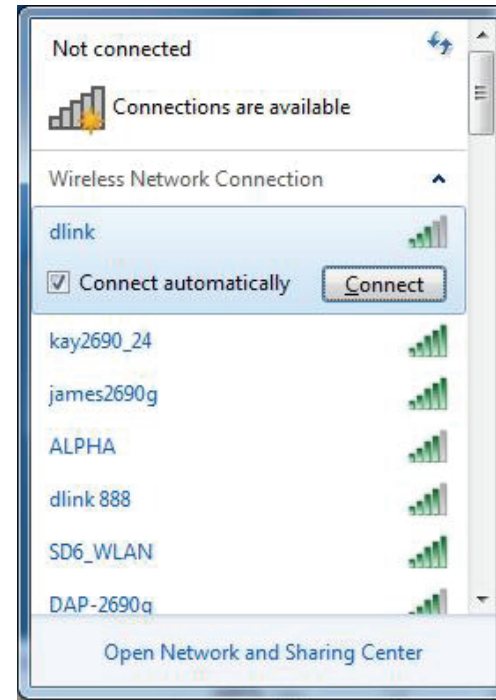 Not connected
Connections are available
Wireless Network Connection
dlink
Connect automatically Connect
kay2690_24
james2690g
ALPHA
dlink 888
SD6_WLAN
DAP-2690g
Open Network and Sharing Center